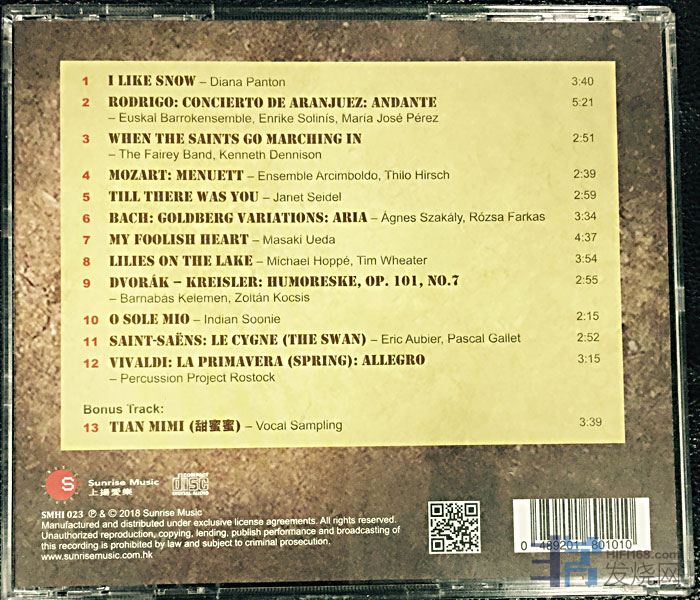 1 I LIKE SNOW – Diana Panton 3:40
2 RODRIGO: CONCIERTO DE ARANJUEZ: ANDANTE 5:21
– Euskal Barrokensemble, Enrike Solinís, María José Pérez
3 WHEN THE SAINTS GO MARCHING IN 2:51
– The Fairey Band, Kenneth Dennison
4 MOZART: MENUETT – Ensemble Arcimboldo, Thilo Hirsch 2:39
5 TILL THERE WAS YOU – Janet Seidel 2:59
6 BACH: GOLDBERG VARIATIONS: ARIA – Ágnes Szakály, Rózsa Farkas 3:34
7 MY FOOLISH HEART – Masaki Ueda 4:37
8 LILIES ON THE LAKE – Michael Hoppé, Tim Wheater 3:54
9 DVORÁK – KREISLER: HUMORESKE, OP. 101, NO.7 2:55
– Barnabás Kelemen, Zoltán Kocsis
10 O SOLE MIO – Indian Soonie 2:15
11 SAINT-SAËNS: LE CYGNE (THE SWAN) – Eric Aubier, Pascal Gallet 2:52
12 VIVALDI: LA PRIMAVERA (SPRING): ALLEGRO 3:15
– Percussion Project Rostock
Bonus Track:
13 TIAN MIMI (甜蜜蜜) – Vocal Sampling 3:39
S Sunrise Music
上揚愛樂
COMPACT
disc
DIGITAL AUDIO
SMHI 023 ℗ & © 2018 Sunrise Music
Manufactured and distributed under exclusive license agreements. All rights reserved.
Unauthorized reproduction, copying, lending, publish performance and broadcasting of
this recording is prohibited by law and subject to criminal prosecution.
www.sunrisemusic.com.hk
0 489201 801010
HIFI168.com
发烧网